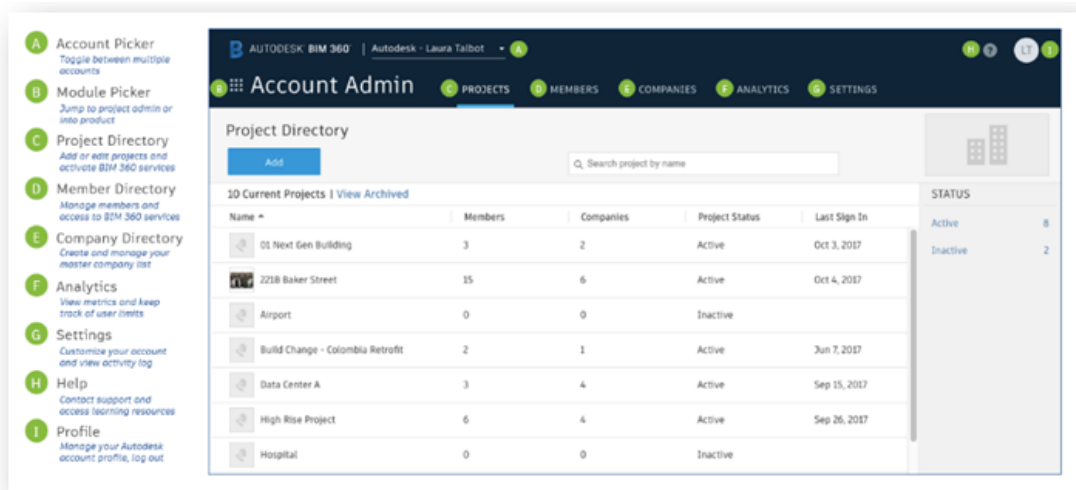 A Account Picker
Toggle between multiple
accounts
B Module Picker
Jump to project admin or
into product
C Project Directory
Add or edit projects and
activate BIM 360 services
D Member Directory
Manage members and
access to BIM 360 services
E Company Directory
Create and manage your
master company list
F Analytics
View metrics and keep
track of user limits
G Settings
Customize your account
and view activity log
H Help
Contact support and
access learning resources
I Profile
Manage your Autodesk
account profile, log out
AUTODESK® BIM 360® | Autodesk - Laura Talbot A H ? LT I
B Account Admin C PROJECTS D MEMBERS E COMPANIES F ANALYTICS G SETTINGS
Project Directory
Add Search project by name
10 Current Projects | View Archived
Name Members Companies Project Status Last Sign In
01 Next Gen Building 3 2 Active Oct 3, 2017
221B Baker Street 15 6 Active Oct 4, 2017
Airport 0 0 Inactive
Build Change - Colombia Retrofit 2 1 Active Jun 7, 2017
Data Center A 3 4 Active Sep 15, 2017
High Rise Project 6 4 Active Sep 26, 2017
Hospital 0 0 Inactive
STATUS
Active 8
Inactive 2